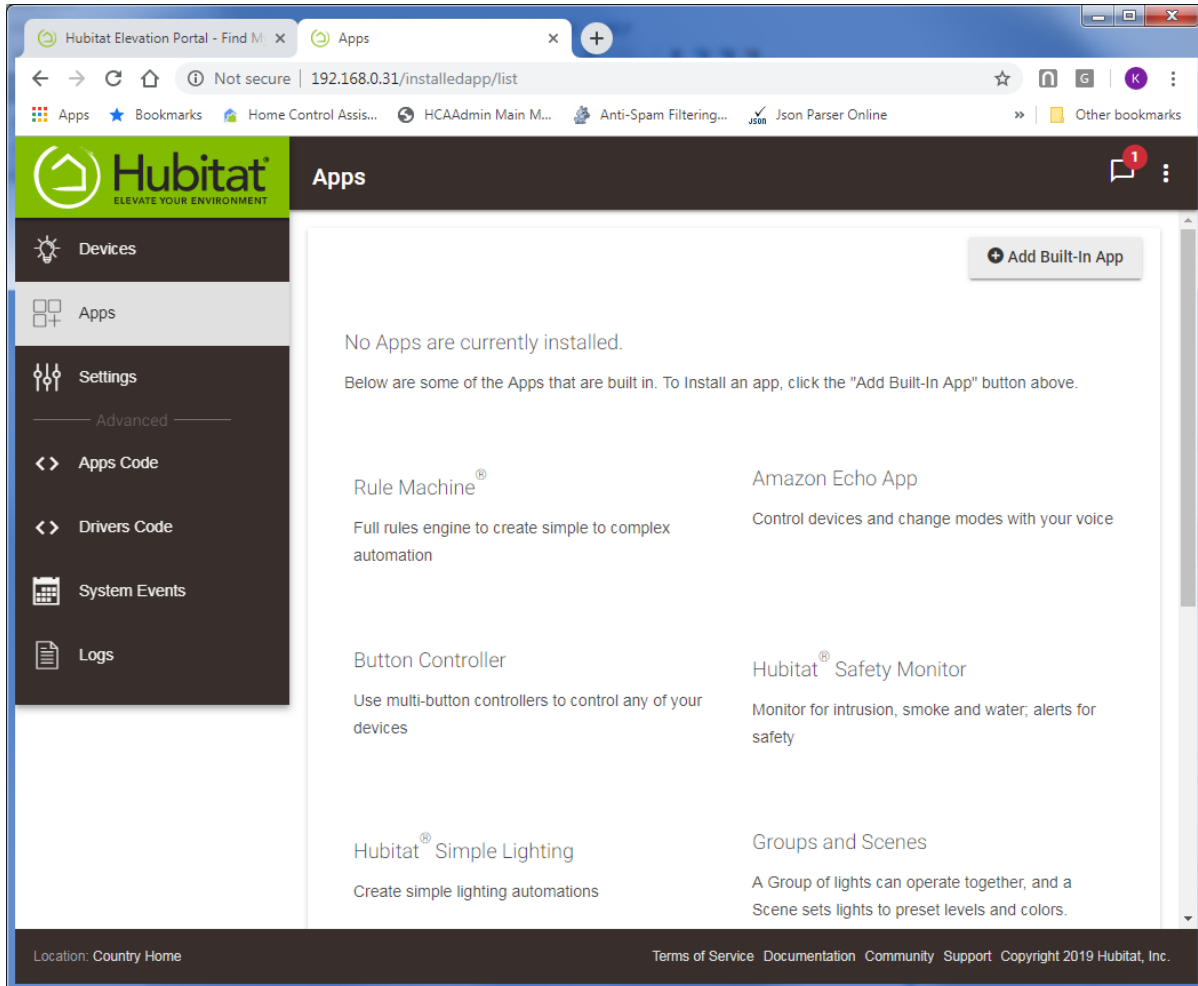 Hubitat Elevation Portal - Find M
Apps
Not secure | 192.168.0.31/installedapp/list
G
K
Apps
Bookmarks
Home Control Assis...
HCAAdmin Main M...
Anti-Spam Filtering...
Json
Json Parser Online
»
Other bookmarks
Hubitat®
ELEVATE YOUR ENVIRONMENT
Apps
1
Devices
Apps
Settings
Advanced
Apps Code
Drivers Code
System Events
Logs
Add Built-In App
No Apps are currently installed.
Below are some of the Apps that are built in. To Install an app, click the "Add Built-In App" button above.
Rule Machine®
Full rules engine to create simple to complex
automation
Amazon Echo App
Control devices and change modes with your voice
Button Controller
Use multi-button controllers to control any of your
devices
Hubitat® Safety Monitor
Monitor for intrusion, smoke and water; alerts for
safety
Hubitat® Simple Lighting
Create simple lighting automations
Groups and Scenes
A Group of lights can operate together, and a
Scene sets lights to preset levels and colors.
Location: Country Home
Terms of Service Documentation Community Support Copyright 2019 Hubitat, Inc.